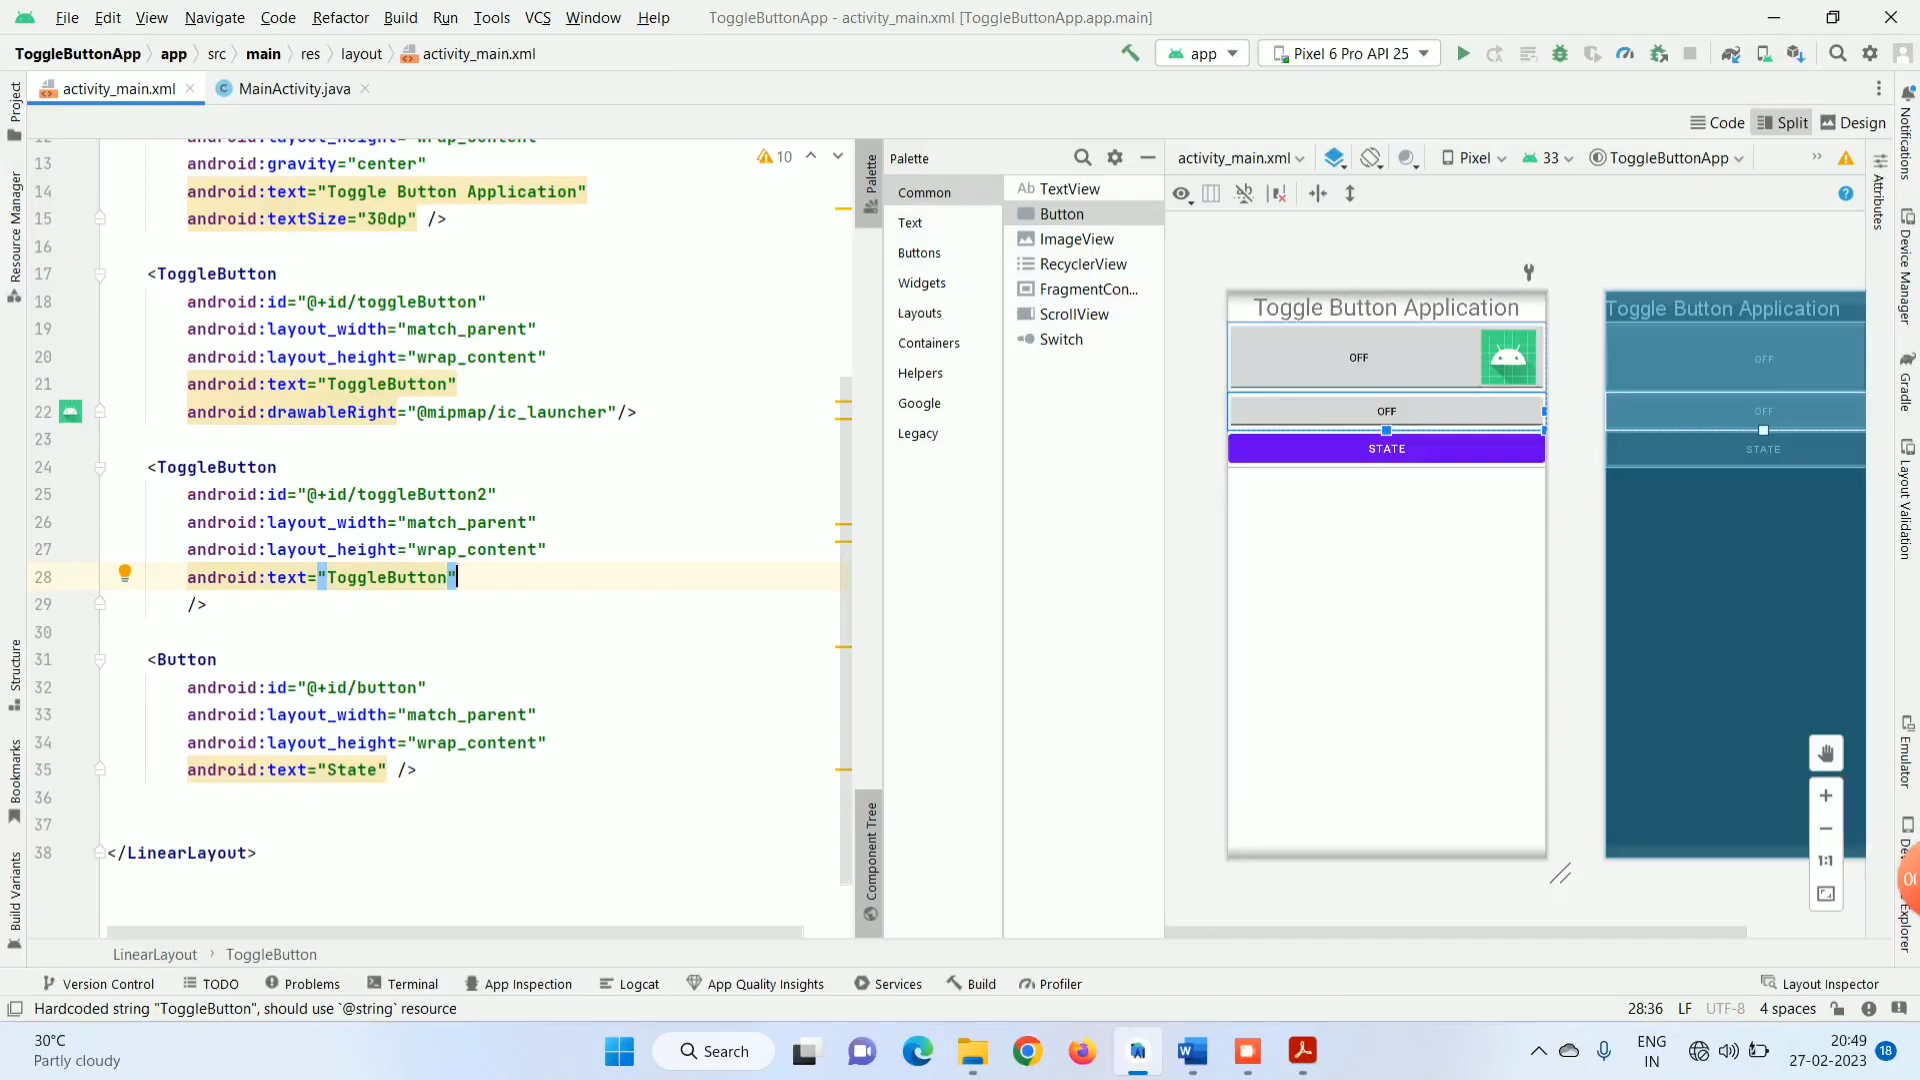 File Edit View Navigate Code Refactor Build Run Tools VCS Window Help ToggleButtonApp - activity_main.xml [ToggleButtonApp.app.main]
ToggleButtonApp app src main res layout activity_main.xml app Pixel 6 Pro API 25
activity_main.xml MainActivity.java
Code Split Design
Project
Resource Manager
Structure
Bookmarks
Build Variants
12 android:layout_height="wrap_content"
13 android:gravity="center"
14 android:text="Toggle Button Application"
15 android:textSize="30dp" />
16
17 <ToggleButton
18 android:id="@+id/toggleButton"
19 android:layout_width="match_parent"
20 android:layout_height="wrap_content"
21 android:text="ToggleButton"
22 android:drawableRight="@mipmap/ic_launcher"/>
23
24 <ToggleButton
25 android:id="@+id/toggleButton2"
26 android:layout_width="match_parent"
27 android:layout_height="wrap_content"
28 android:text="ToggleButton"
29 />
30
31 <Button
32 android:id="@+id/button"
33 android:layout_width="match_parent"
34 android:layout_height="wrap_content"
35 android:text="State" />
36
37
38 </LinearLayout>
10
Palette
Component Tree
Palette
Common
Text
Buttons
Widgets
Layouts
Containers
Helpers
Google
Legacy
Ab TextView
Button
ImageView
RecyclerView
FragmentCon...
ScrollView
Switch
activity_main.xml Pixel 33 ToggleButtonApp
Toggle Button Application
OFF
OFF
STATE
Toggle Button Application
OFF
OFF
STATE
1:1
Attributes
Notifications
Device Manager
Gradle
Layout Validation
Emulator
Explorer
LinearLayout ToggleButton
Version Control TODO Problems Terminal App Inspection Logcat App Quality Insights Services Build Profiler Layout Inspector
Hardcoded string "ToggleButton", should use `@string` resource 28:36 LF UTF-8 4 spaces
30°C
Partly cloudy
Search
ENG
IN
20:49
27-02-2023
18